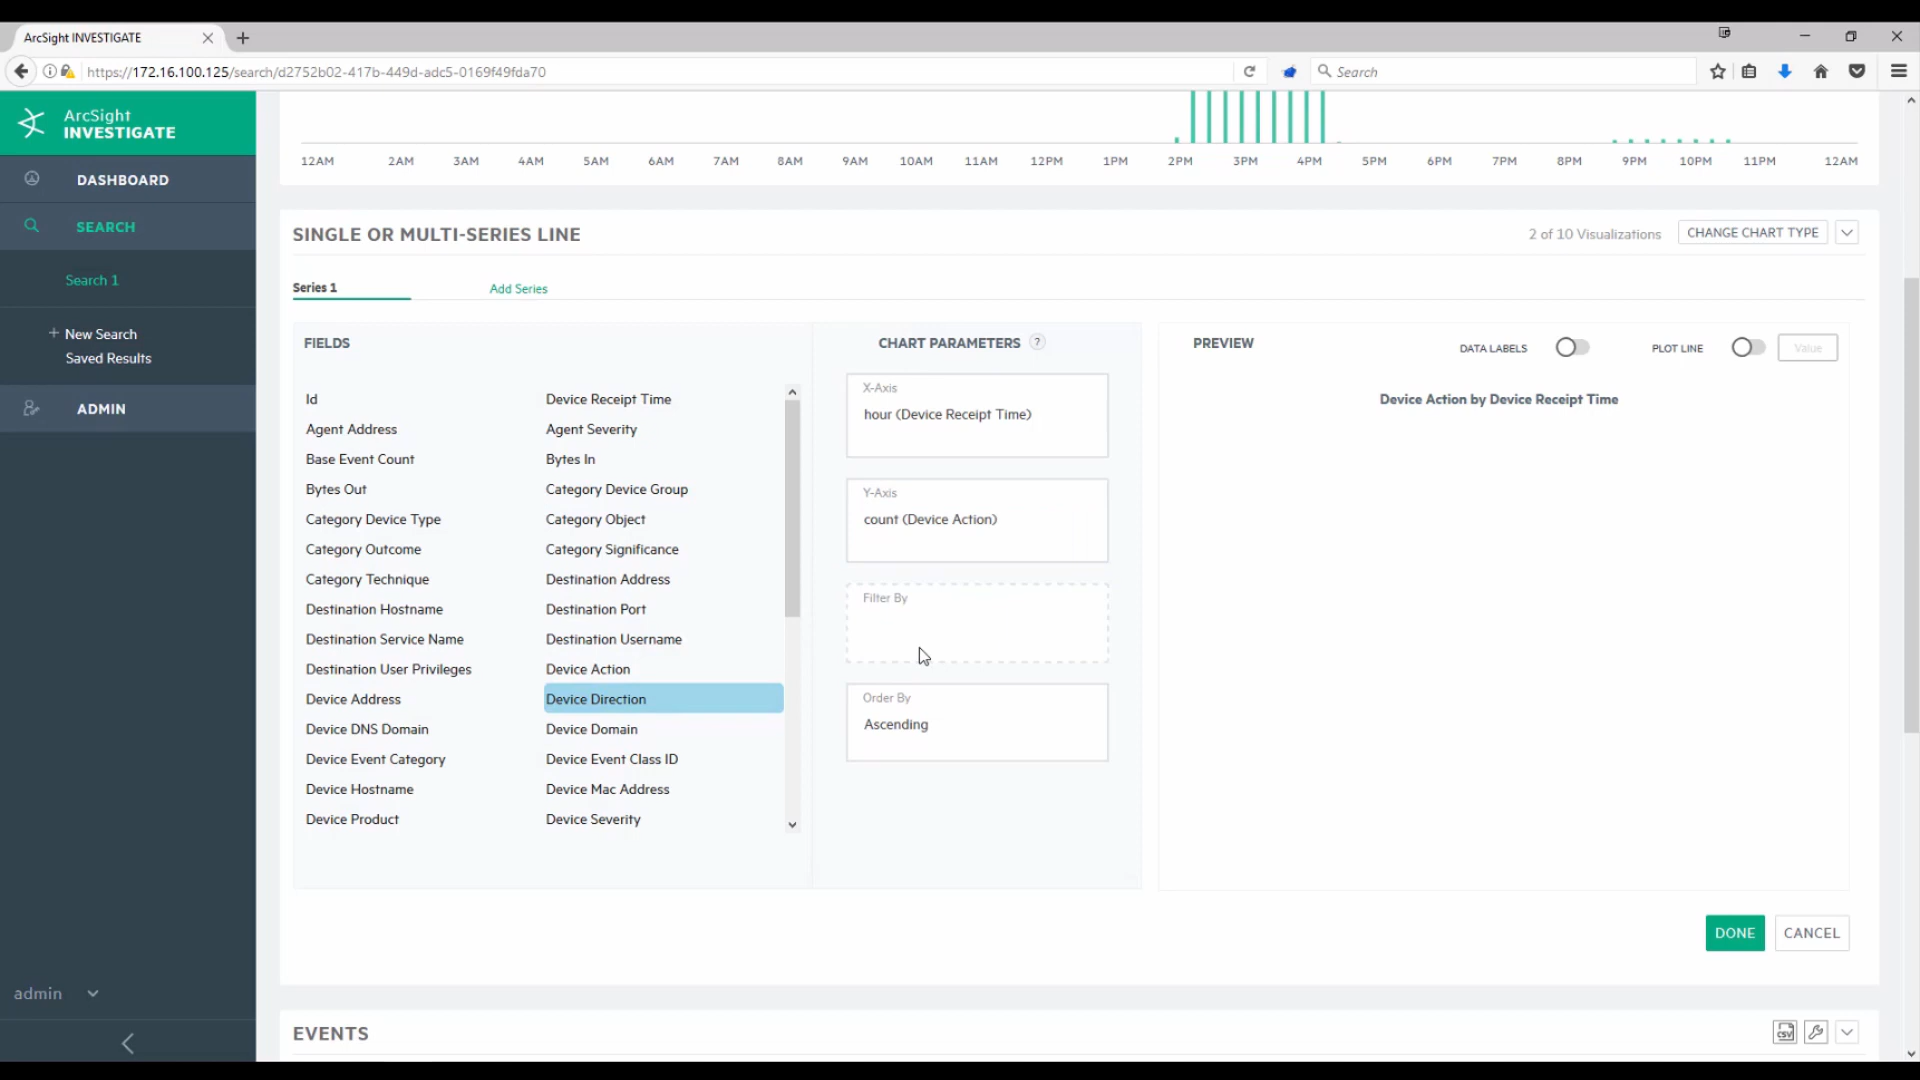 ArcSight INVESTIGATE
https://172.16.100.125/search/d2752b02-417b-449d-adc5-0169f49fda70
Search
ArcSight
INVESTIGATE
DASHBOARD
SEARCH
Search 1
+ New Search
Saved Results
ADMIN
admin
12AM 2AM 3AM 4AM 5AM 6AM 7AM 8AM 9AM 10AM 11AM 12PM 1PM 2PM 3PM 4PM 5PM 6PM 7PM 8PM 9PM 10PM 11PM 12AM
SINGLE OR MULTI-SERIES LINE
2 of 10 Visualizations
CHANGE CHART TYPE
Series 1
Add Series
FIELDS
Id
Device Receipt Time
Agent Address
Agent Severity
Base Event Count
Bytes In
Bytes Out
Category Device Group
Category Device Type
Category Object
Category Outcome
Category Significance
Category Technique
Destination Address
Destination Hostname
Destination Port
Destination Service Name
Destination Username
Destination User Privileges
Device Action
Device Address
Device Direction
Device DNS Domain
Device Domain
Device Event Category
Device Event Class ID
Device Hostname
Device Mac Address
Device Product
Device Severity
CHART PARAMETERS ?
X-Axis
hour (Device Receipt Time)
Y-Axis
count (Device Action)
Filter By
Order By
Ascending
PREVIEW
DATA LABELS
PLOT LINE
Value
Device Action by Device Receipt Time
DONE
CANCEL
EVENTS
CSV